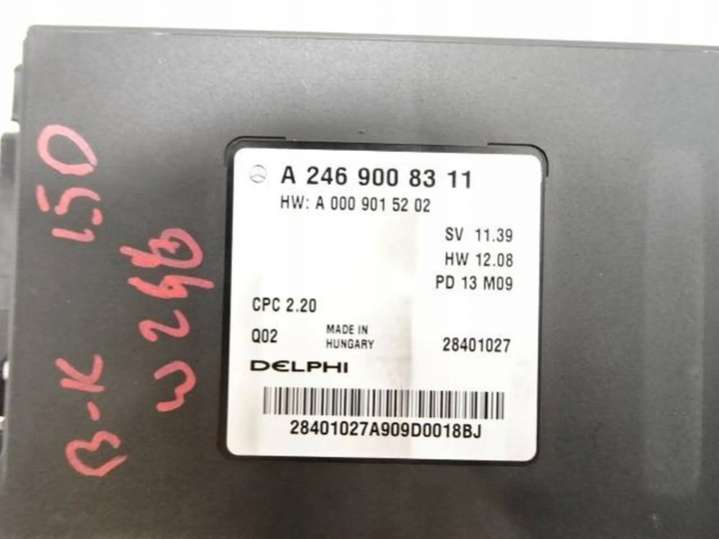 A 246 900 83 11
HW: A 000 901 52 02
SV 11.39
HW 12.08
PD 13 M09
CPC 2.20
Q02 MADE IN HUNGARY 28401027
DELPHI
28401027A909D0018BJ
B-K 150
W246